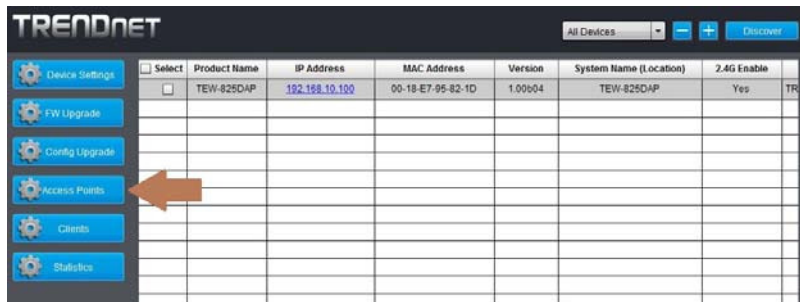 TRENDNET
All Devices
Discover
Device Settings
FW Upgrade
Config Upgrade
Access Points
Clients
Statistics
Select Product Name IP Address MAC Address Version System Name (Location) 2.4G Enable
TEW-825DAP 192.168.10.100 00-18-E7-95-82-1D 1.00b04 TEW-825DAP Yes TR